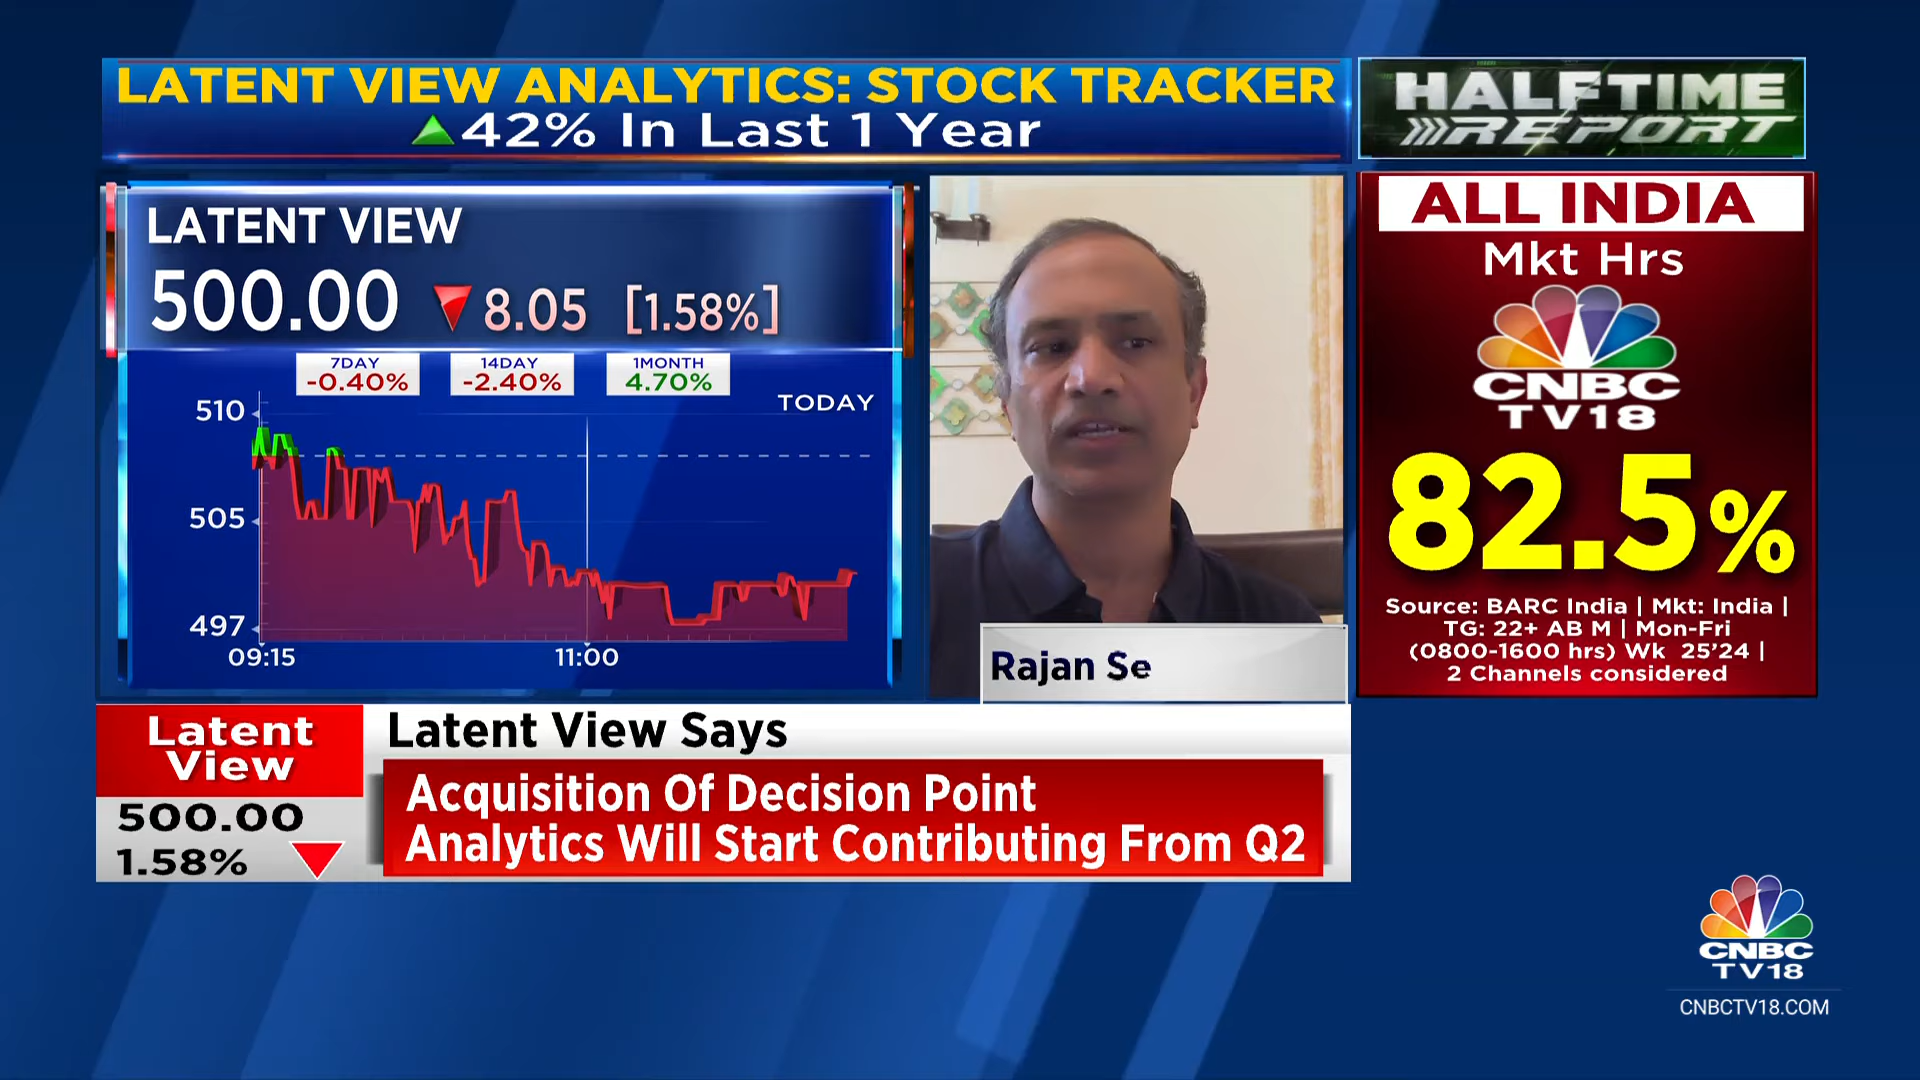 LATENT VIEW ANALYTICS: STOCK TRACKER
42% In Last 1 Year
HALFTIME
REPORT
LATENT VIEW
500.00 8.05 [1.58%]
7DAY
-0.40%
14DAY
-2.40%
1MONTH
4.70%
TODAY
510
505
497
09:15
11:00
Rajan Se
ALL INDIA
Mkt Hrs
CNBC
TV18
82.5%
Source: BARC India | Mkt: India |
TG: 22+ AB M | Mon-Fri
(0800-1600 hrs) Wk 25'24 |
2 Channels considered
Latent
View
500.00
1.58%
Latent View Says
Acquisition Of Decision Point
Analytics Will Start Contributing From Q2
CNBC
TV18
CNBCTV18.COM